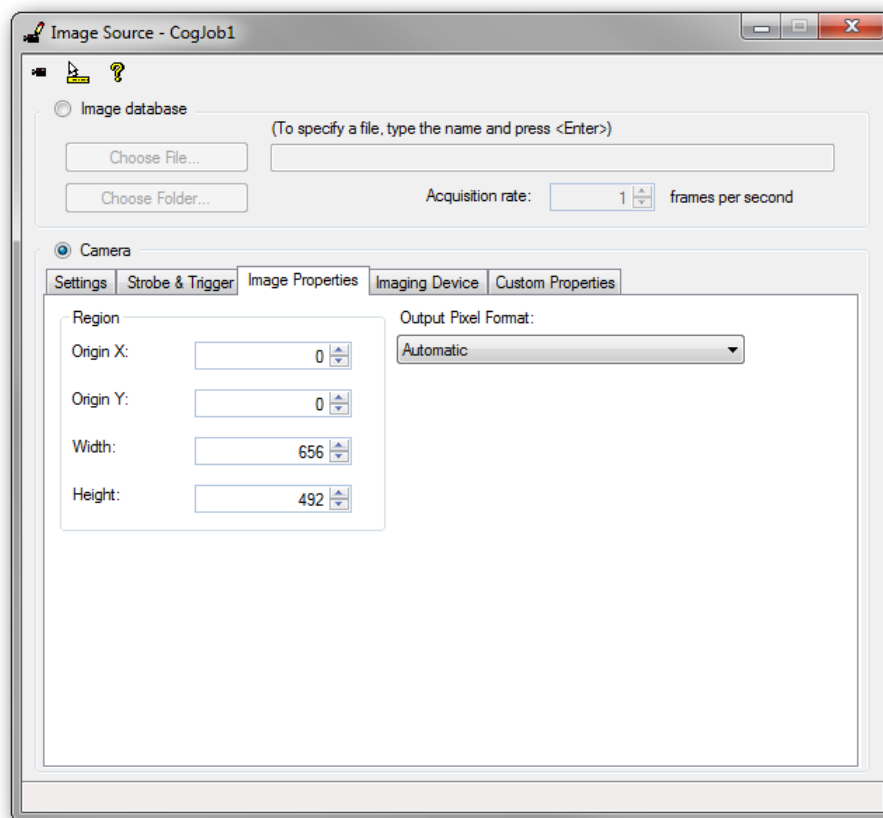 Image Source - CogJob1
Image database
(To specify a file, type the name and press <Enter>)
Choose File...
Choose Folder...
Acquisition rate: 1 frames per second
Camera
Settings Strobe & Trigger Image Properties Imaging Device Custom Properties
Region
Output Pixel Format:
Origin X: 0
Automatic
Origin Y: 0
Width: 656
Height: 492